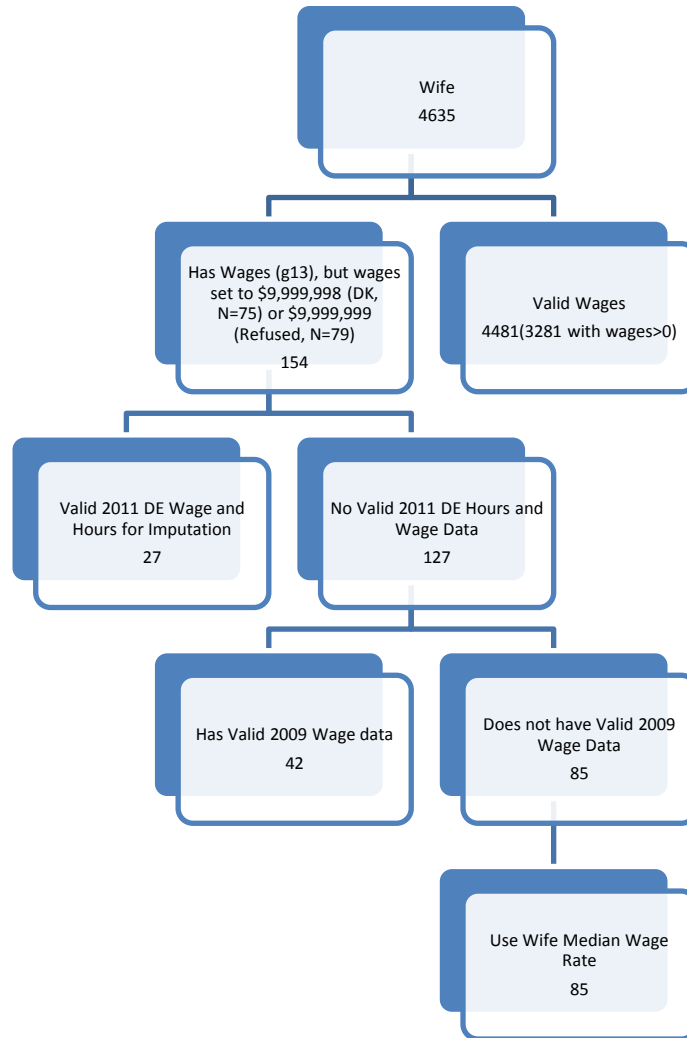 Wife
4635
Has Wages (g13), but wages
set to $9,999,998 (DK,
N=75) or $9,999,999
(Refused, N=79)
154
Valid Wages
4481(3281 with wages>0)
Valid 2011 DE Wage and
Hours for Imputation
27
No Valid 2011 DE Hours and
Wage Data
127
Has Valid 2009 Wage data
42
Does not have Valid 2009
Wage Data
85
Use Wife Median Wage
Rate
85